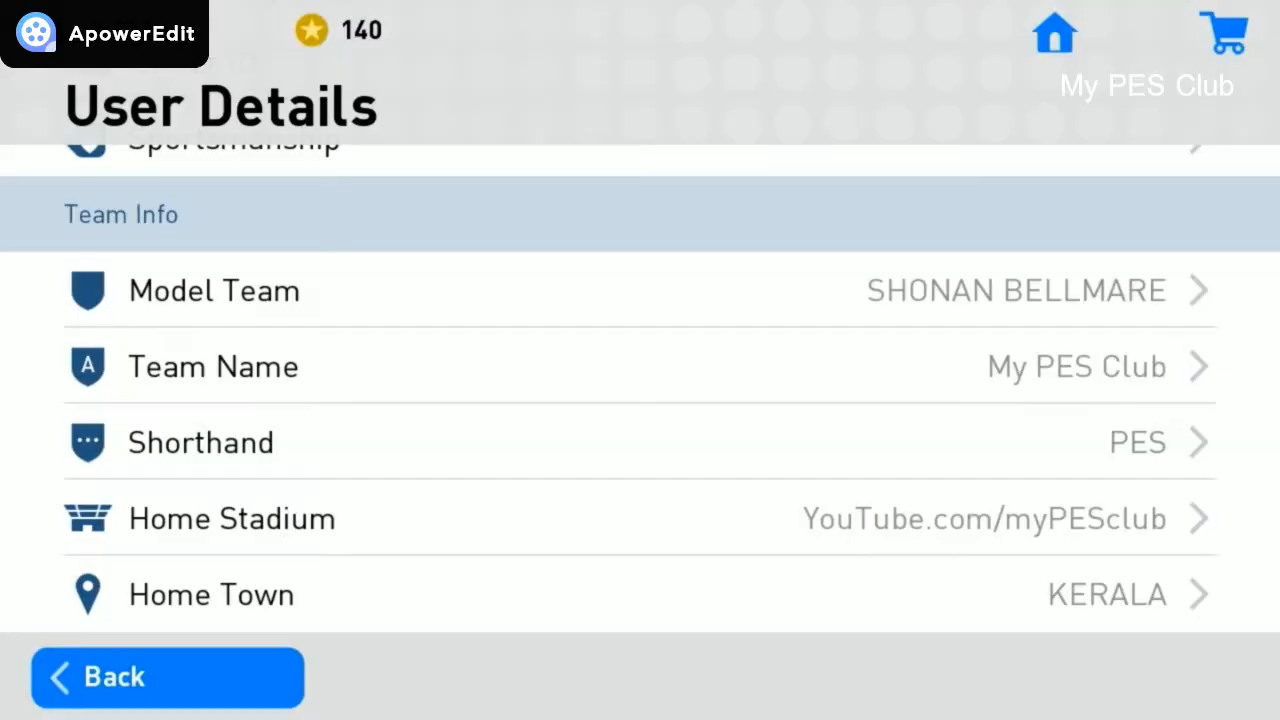 ApowerEdit
140
My PES Club
User Details
Sportsmanship
Team Info
Model Team SHONAN BELLMARE
Team Name My PES Club
Shorthand PES
Home Stadium YouTube.com/myPESclub
Home Town KERALA
Back